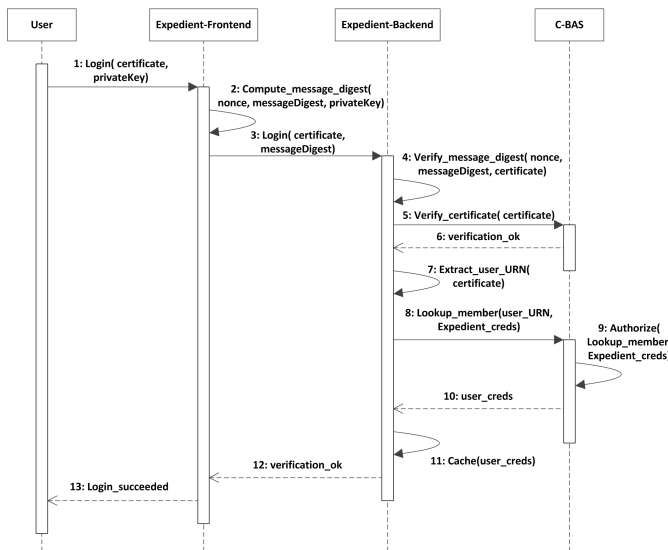 User
Expedient-Frontend
Expedient-Backend
C-BAS
1: Login( certificate,
privateKey)
2: Compute_message_digest(
nonce, messageDigest, privateKey)
3: Login( certificate,
messageDigest)
4: Verify_message_digest( nonce,
messageDigest, certificate)
5: Verify_certificate( certificate)
6: verification_ok
7: Extract_user_URN(
certificate)
8: Lookup_member(user_URN,
Expedient_creds)
9: Authorize(
Lookup_member
Expedient_creds)
10: user_creds
11: Cache(user_creds)
12: verification_ok
13: Login_succeeded